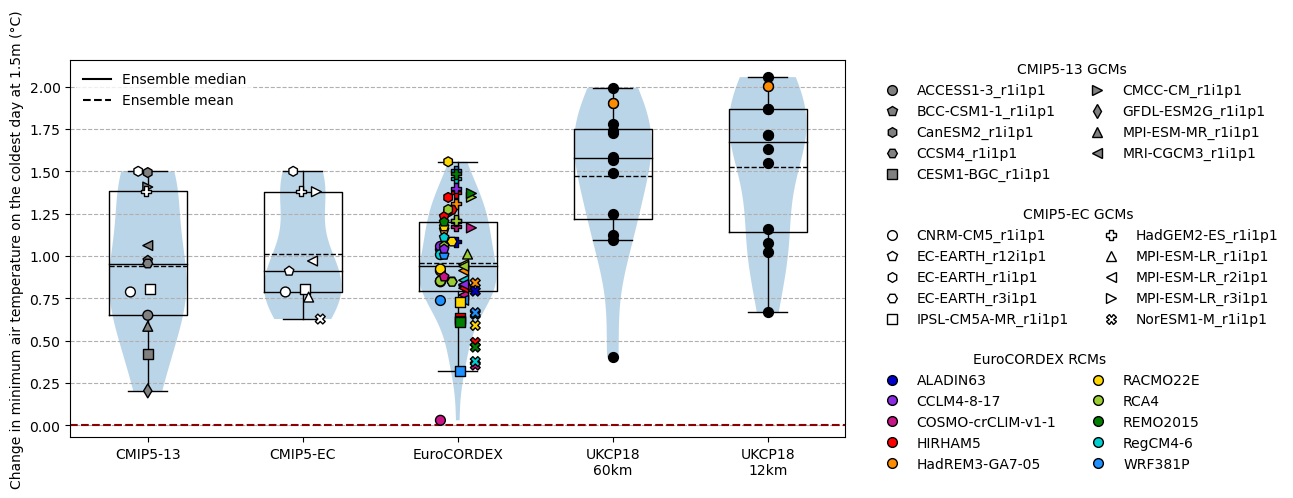 Change in minimum air temperature on the coldest day at 1.5m (°C)
2.00
1.75
1.50
1.25
1.00
0.75
0.50
0.25
0.00
Ensemble median
Ensemble mean
CMIP5-13
CMIP5-EC
EuroCORDEX
UKCP18
60km
UKCP18
12km
CMIP5-13 GCMs
ACCESS1-3_r1i1p1
BCC-CSM1-1_r1i1p1
CanESM2_r1i1p1
CCSM4_r1i1p1
CESM1-BGC_r1i1p1
CMCC-CM_r1i1p1
GFDL-ESM2G_r1i1p1
MPI-ESM-MR_r1i1p1
MRI-CGCM3_r1i1p1
CMIP5-EC GCMs
CNRM-CM5_r1i1p1
EC-EARTH_r12i1p1
EC-EARTH_r1i1p1
EC-EARTH_r3i1p1
IPSL-CM5A-MR_r1i1p1
HadGEM2-ES_r1i1p1
MPI-ESM-LR_r1i1p1
MPI-ESM-LR_r2i1p1
MPI-ESM-LR_r3i1p1
NorESM1-M_r1i1p1
EuroCORDEX RCMs
ALADIN63
CCLM4-8-17
COSMO-crCLIM-v1-1
HIRHAM5
HadREM3-GA7-05
RACMO22E
RCA4
REMO2015
RegCM4-6
WRF381P